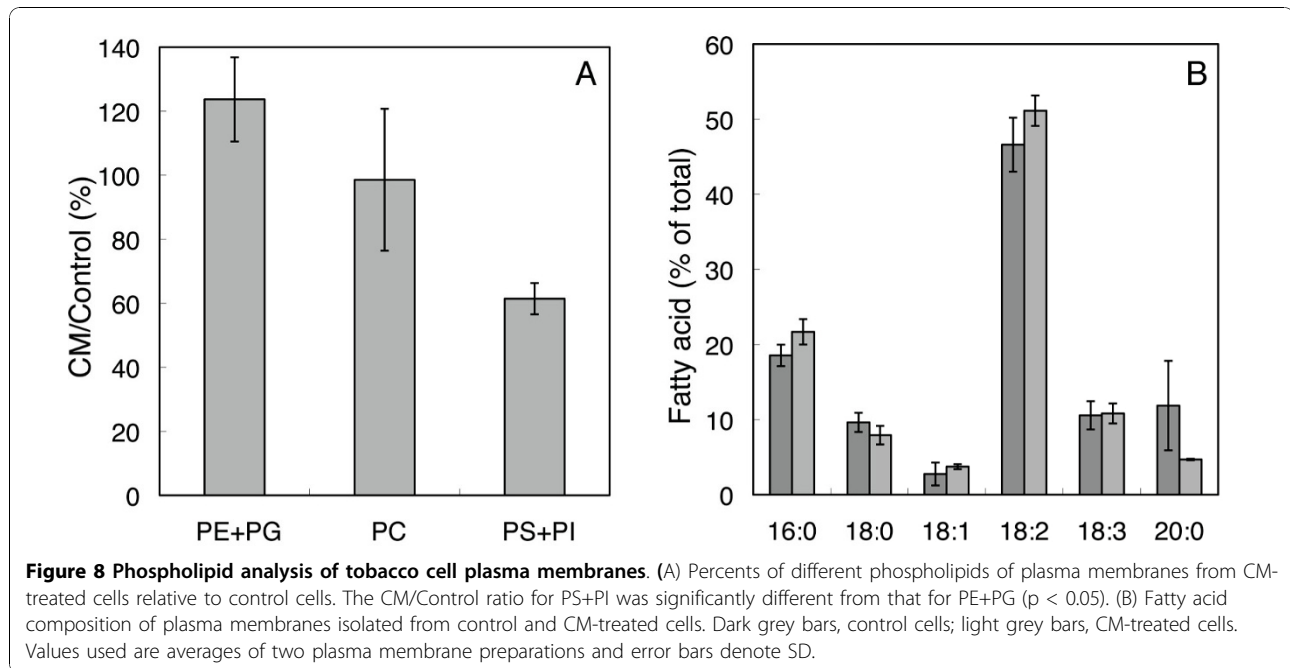 140
120
100
80
60
40
20
0
CM/Control (%)
A
PE+PG PC PS+PI
60
50
40
30
20
10
0
Fatty acid (% of total)
B
16:0 18:0 18:1 18:2 18:3 20:0
Figure 8 Phospholipid analysis of tobacco cell plasma membranes. (A) Percents of different phospholipids of plasma membranes from CM-
treated cells relative to control cells. The CM/Control ratio for PS+PI was significantly different from that for PE+PG (p < 0.05). (B) Fatty acid
composition of plasma membranes isolated from control and CM-treated cells. Dark grey bars, control cells; light grey bars, CM-treated cells.
Values used are averages of two plasma membrane preparations and error bars denote SD.